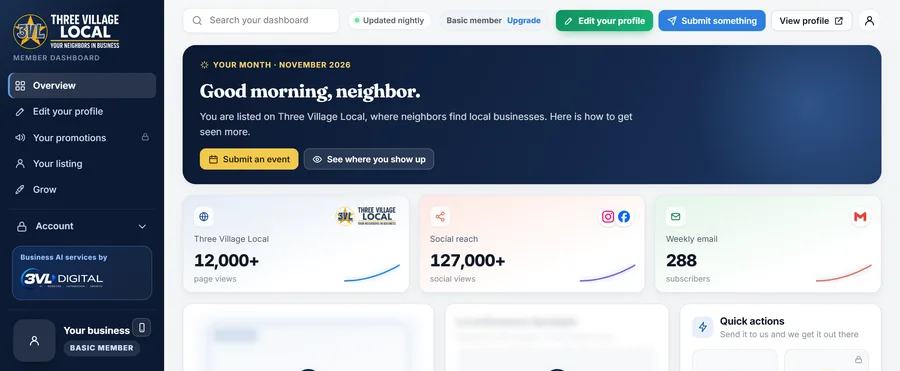 THREE VILLAGE
3VL
LOCAL
YOUR NEIGHBORS IN BUSINESS
MEMBER DASHBOARD
Overview
Edit your profile
Your promotions
Your listing
Grow
Account
Business AI services by
3VL DIGITAL
Your business
BASIC MEMBER
Search your dashboard
Updated nightly
Basic member Upgrade
Edit your profile
Submit something
View profile
YOUR MONTH · NOVEMBER 2026
Good morning, neighbor.
You are listed on Three Village Local, where neighbors find local businesses. Here is how to get
seen more.
Submit an event
See where you show up
3VL
THREE VILLAGE
LOCAL
Three Village Local
12,000+
page views
Social reach
127,000+
social views
Weekly email
288
subscribers
Quick actions
Send it to us and we get it out there